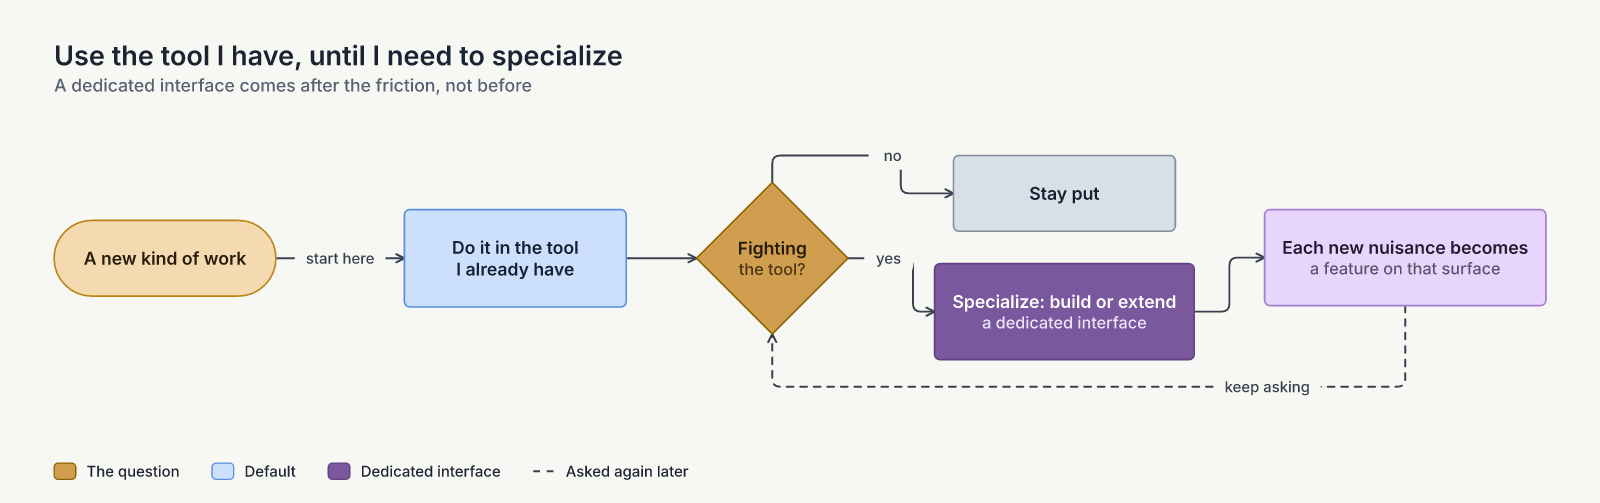 Use the tool I have, until I need to specialize
A dedicated interface comes after the friction, not before
A new kind of work
start here
Do it in the tool
I already have
Fighting
the tool?
no
Stay put
yes
Specialize: build or extend
a dedicated interface
Each new nuisance becomes
a feature on that surface
keep asking
The question
Default
Dedicated interface
Asked again later